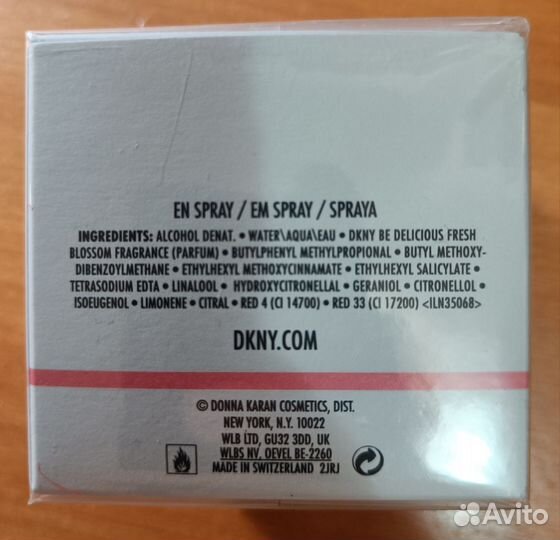 EN SPRAY / EM SPRAY / SPRAYA
INGREDIENTS: ALCOHOL DENAT. • WATER\AQUA\EAU • DKNY BE DELICIOUS FRESH
BLOSSOM FRAGRANCE (PARFUM) • BUTYLPHENYL METHYLPROPIONAL • BUTYL METHOXY-
DIBENZOYLMETHANE • ETHYLHEXYL METHOXYCINNAMATE • ETHYLHEXYL SALICYLATE •
TETRASODIUM EDTA • LINALOOL • HYDROXYCITRONELLAL • GERANIOL • CITRONELLOL •
ISOEUGENOL • LIMONENE • CITRAL • RED 4 (CI 14700) • RED 33 (CI 17200) <ILN35068>
DKNY.COM
© DONNA KARAN COSMETICS, DIST.
NEW YORK, N.Y. 10022
WLB LTD, GU32 3DD, UK
WLBS NV. OEVEL BE-2260
MADE IN SWITZERLAND 2JRJ
Avito